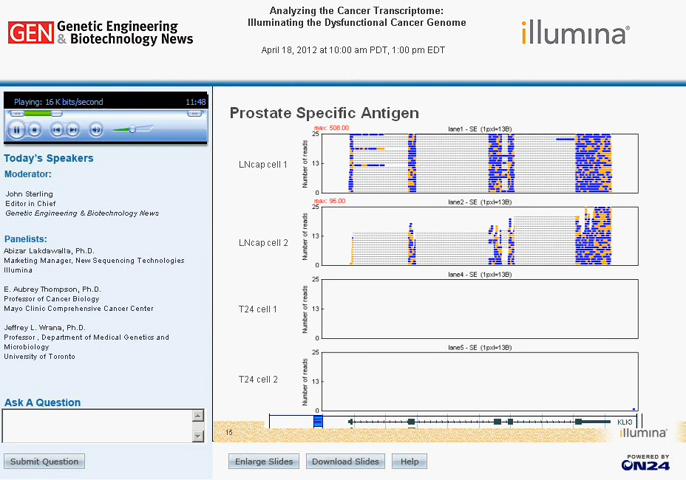 GEN Genetic Engineering
& Biotechnology News
Analyzing the Cancer Transcriptome:
Illuminating the Dysfunctional Cancer Genome
April 18, 2012 at 10:00 am PDT, 1:00 pm EDT
illumina®
Playing: 16 K bits/second 11:48
Today's Speakers
Moderator:
John Sterling
Editor in Chief
Genetic Engineering & Biotechnology News
Panelists:
Abizar Lakdawalla, Ph.D.
Marketing Manager, New Sequencing Technologies
Illumina
E. Aubrey Thompson, Ph.D.
Professor of Cancer Biology
Mayo Clinic Comprehensive Cancer Center
Jeffrey L. Wrana, Ph.D.
Professor , Department of Medical Genetics and
Microbiology
University of Toronto
Ask A Question
Submit Question
Prostate Specific Antigen
max: 508.00
lane1 - SE (1pxl=13B)
LNcap cell 1
Number of reads
25
13
0
max: 96.00
lane2 - SE (1pxl=13B)
LNcap cell 2
Number of reads
25
13
0
lane4 - SE (1pxl=13B)
T24 cell 1
Number of reads
25
13
0
lane5 - SE (1pxl=13B)
T24 cell 2
Number of reads
25
13
0
KLK3
15
illumina®
Enlarge Slides
Download Slides
Help
POWERED BY
ON24